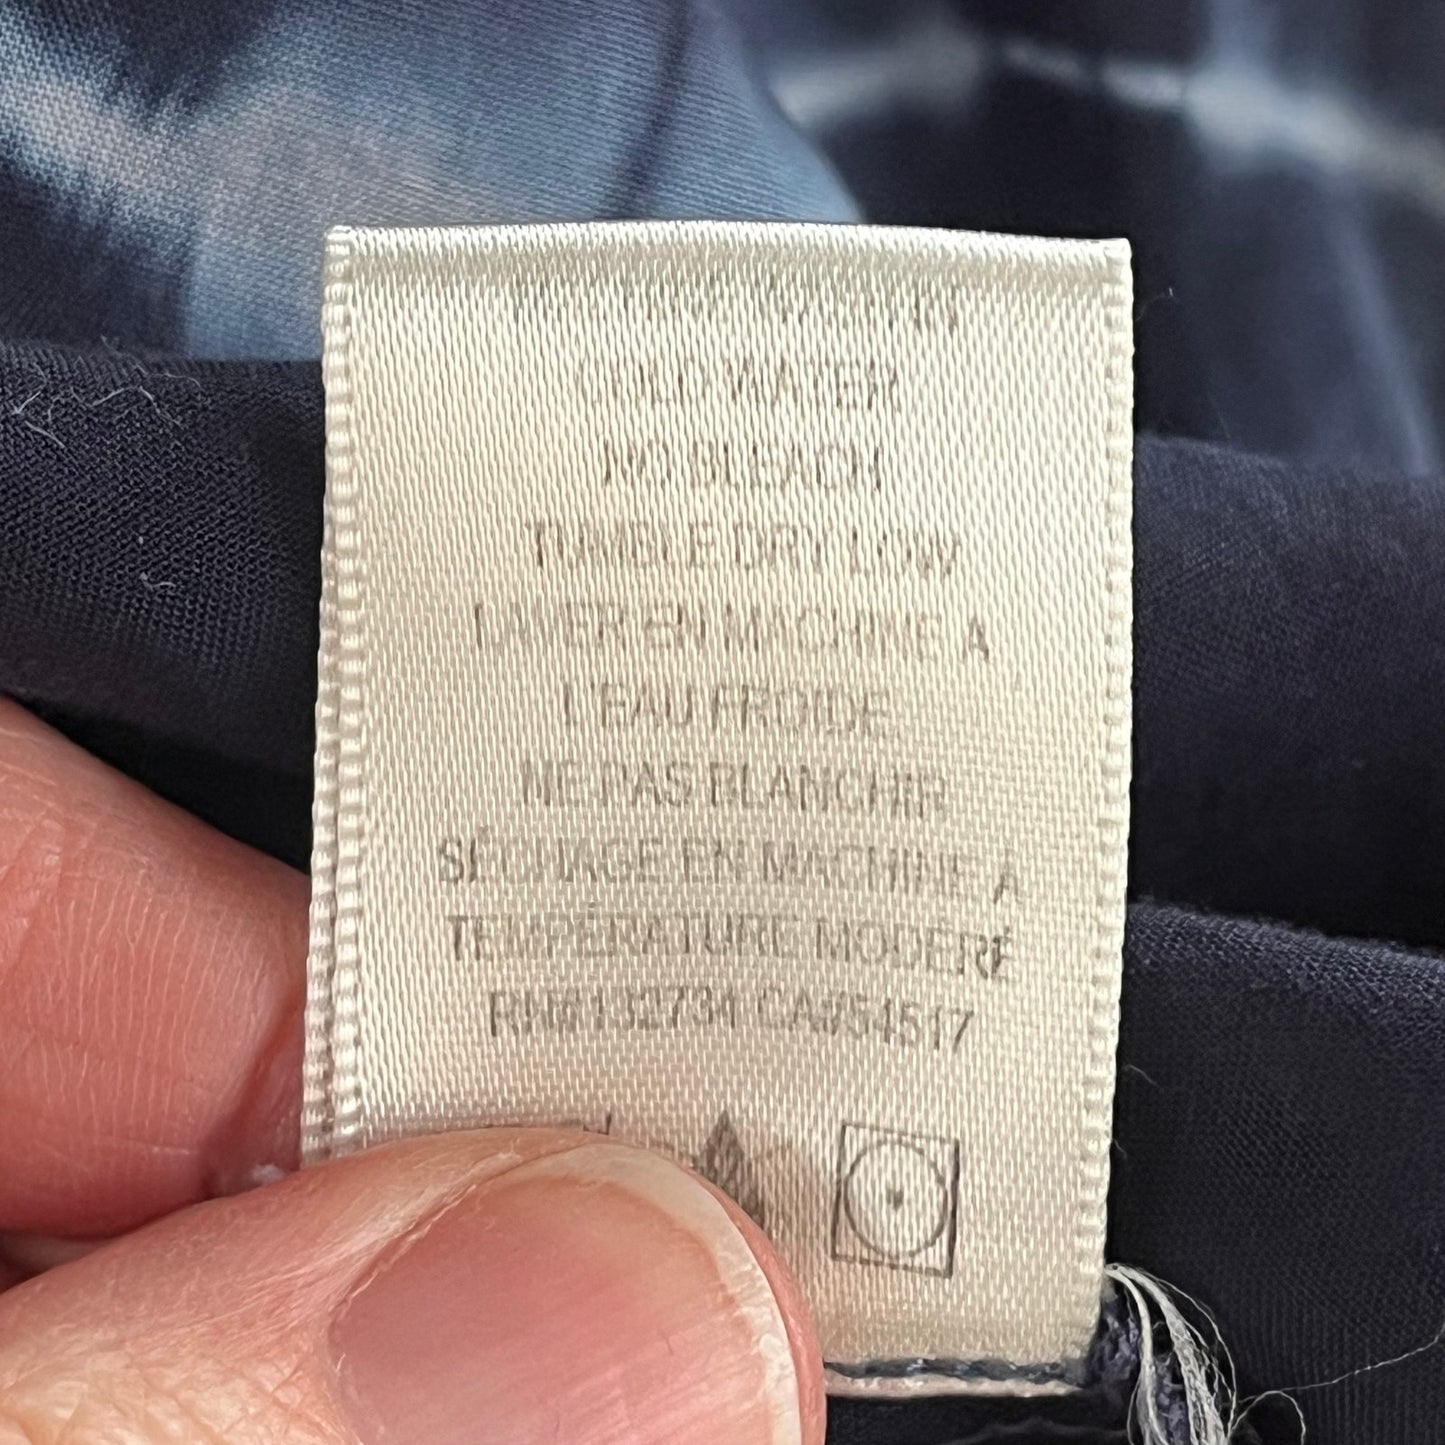 COLD WATER
NO BLEACH
TUMBLE DRY LOW
LAVER EN MACHINE A
L'EAU FROIDE
NE PAS BLANCHIR
SÉCHAGE EN MACHINE À
TEMPÉRATURE MODÉRÉ
RN#132734 CA#54517